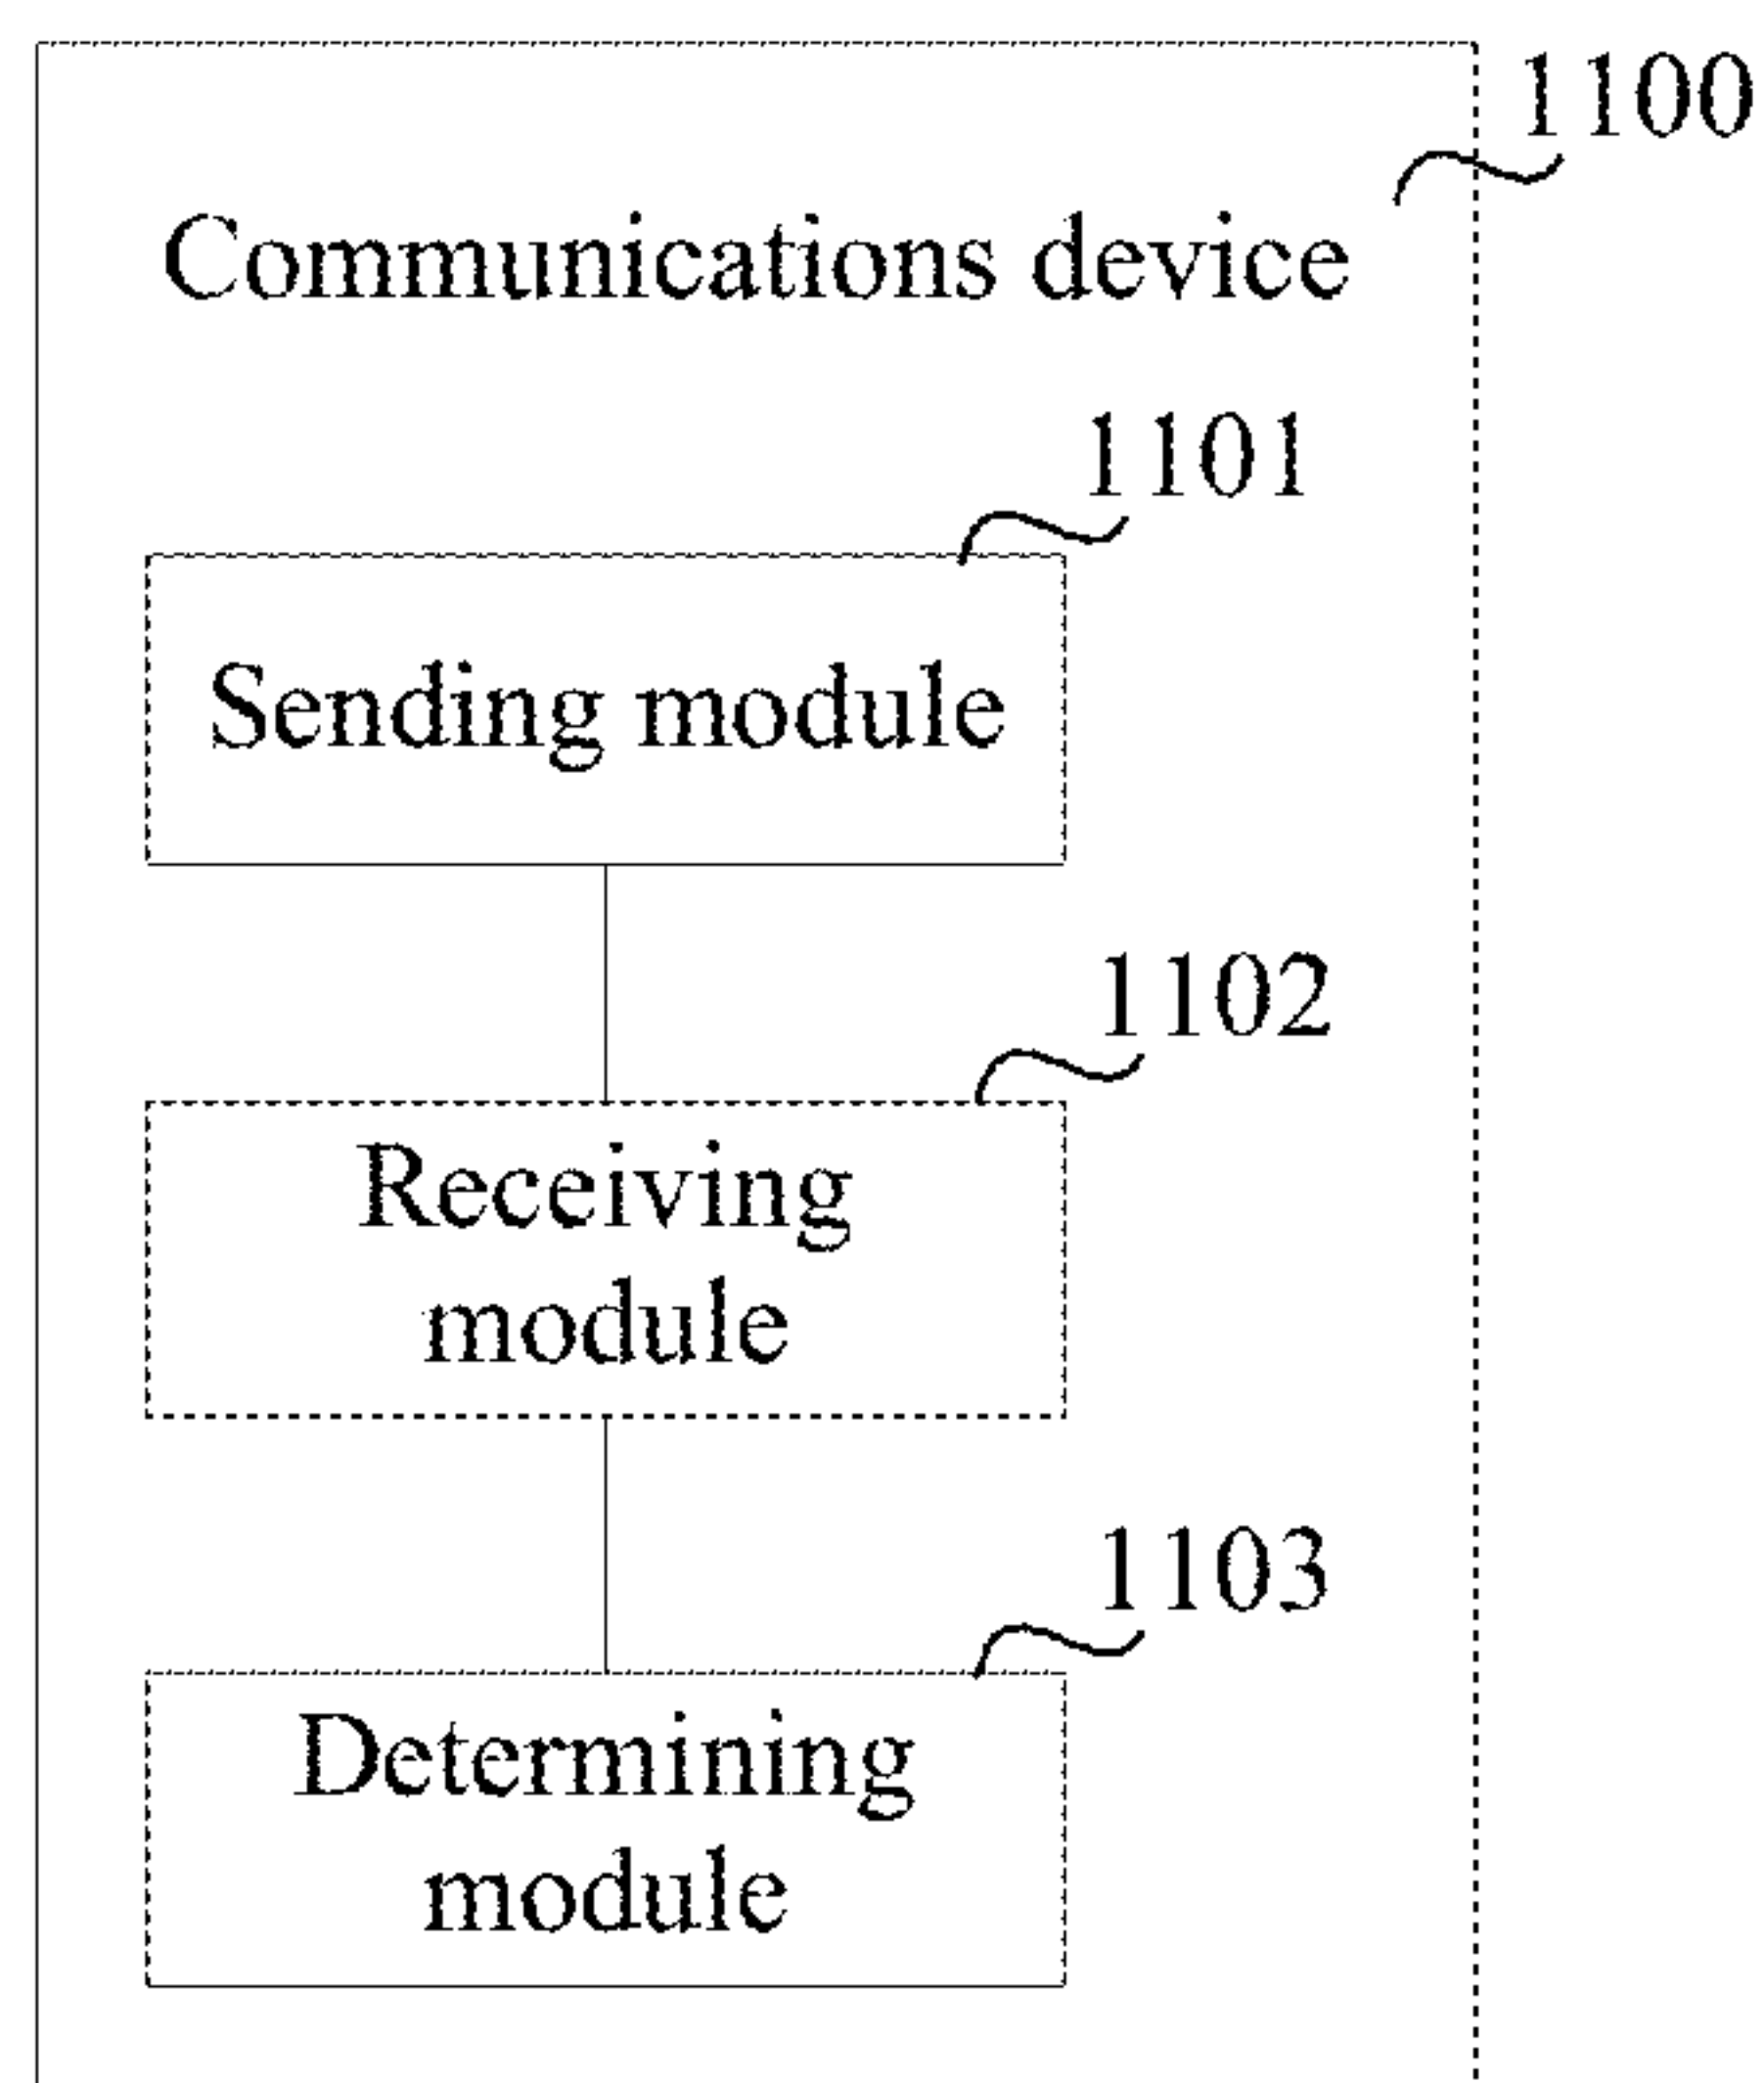 1100
Communications device
1101
Sending module
1102
Receiving
module
1103
Determining
module